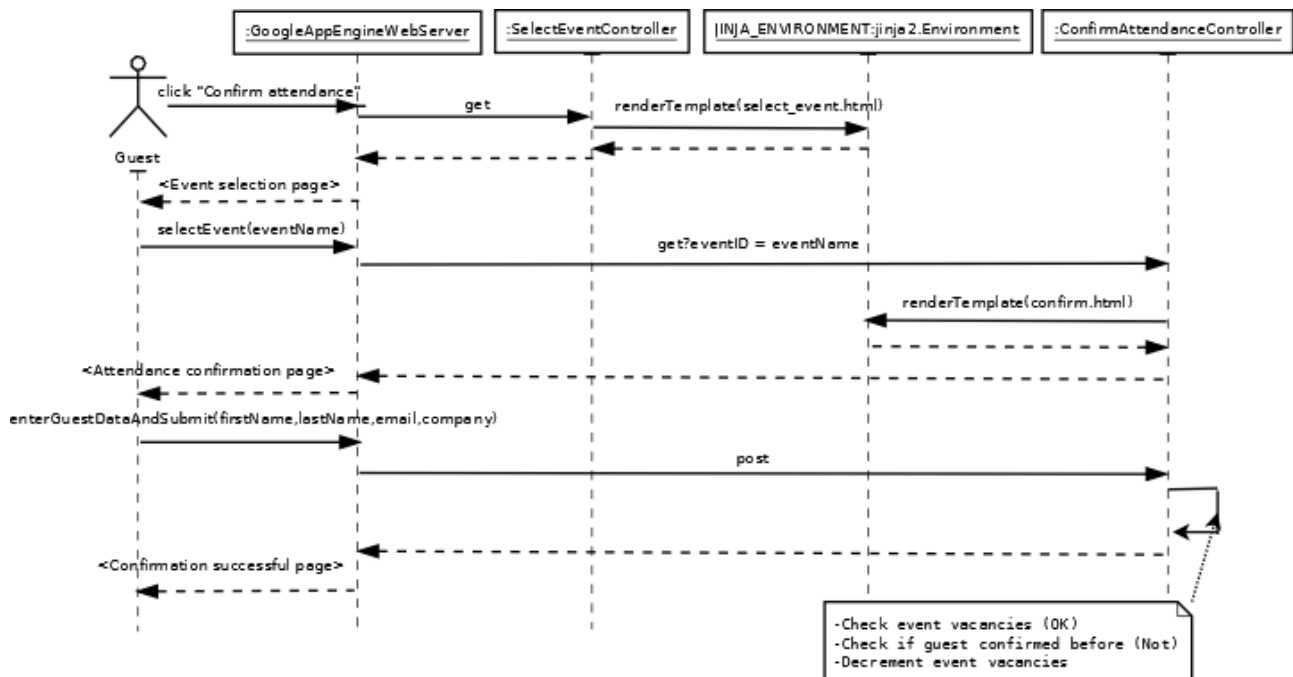 :GoogleAppEngineWebServer
:SelectEventController
JINJA_ENVIRONMENT:jinja2.Environment
:ConfirmAttendanceController
click "Confirm attendance"
get
renderTemplate(select_event.html)
Guest
<Event selection page>
selectEvent(eventName)
get?eventID = eventName
renderTemplate(confirm.html)
<Attendance confirmation page>
enterGuestDataAndSubmit(firstName,lastName,email,company)
post
<Confirmation successful page>
-Check event vacancies (OK)
-Check if guest confirmed before (Not)
-Decrement event vacancies